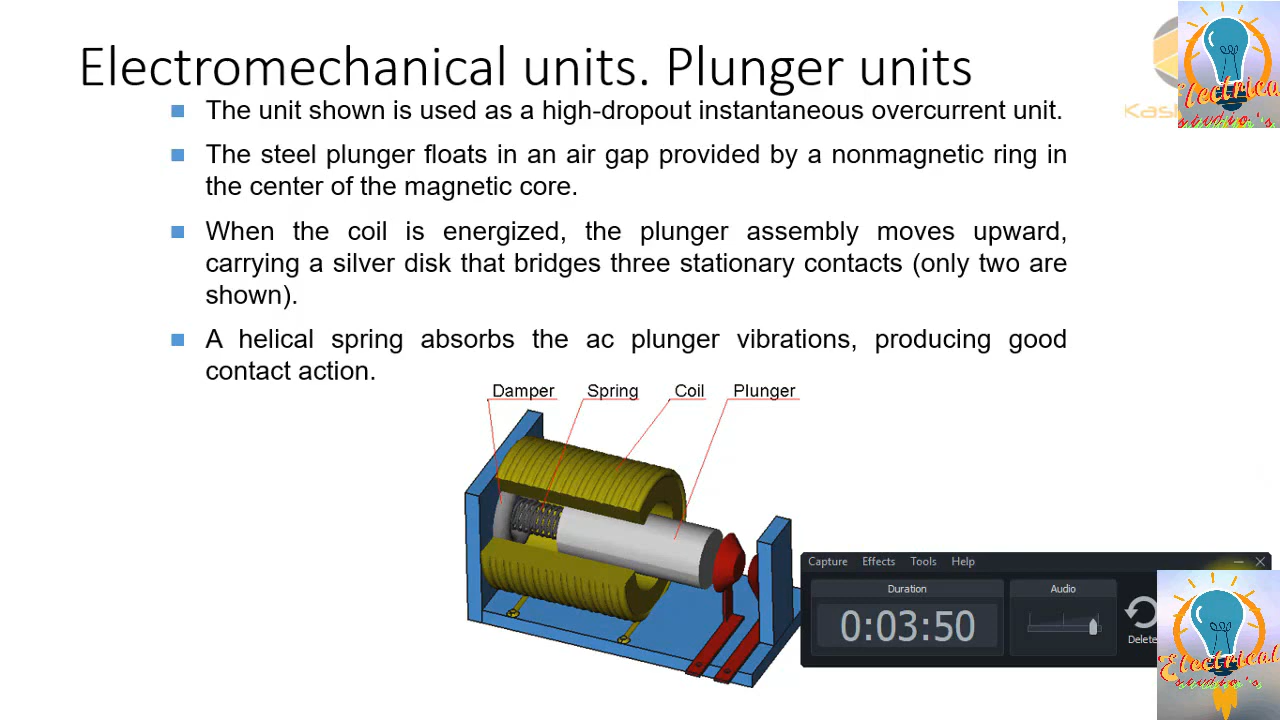 Electromechanical units. Plunger units
The unit shown is used as a high-dropout instantaneous overcurrent unit.
The steel plunger floats in an air gap provided by a nonmagnetic ring in
the center of the magnetic core.
When the coil is energized, the plunger assembly moves upward,
carrying a silver disk that bridges three stationary contacts (only two are
shown).
A helical spring absorbs the ac plunger vibrations, producing good
contact action.
Damper Spring Coil Plunger
Capture Effects Tools Help
Duration Audio
0:03:50
Delete
Electrical
studio's
Electrical
studio's